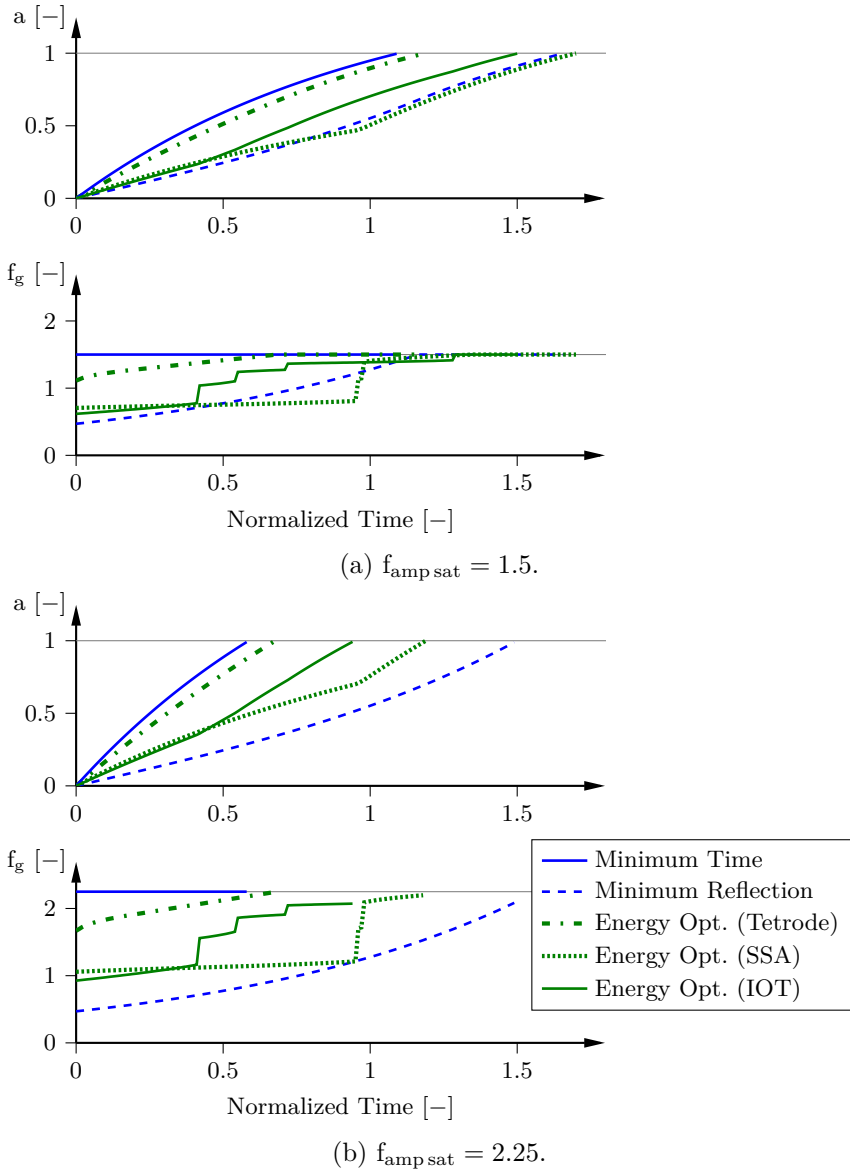 a [−]
1
0.5
0
0 0.5 1 1.5
f_g [−]
2
1
0
0 0.5 1 1.5
Normalized Time [−]
(a) f_amp sat = 1.5.
a [−]
1
0.5
0
0 0.5 1 1.5
f_g [−]
2
1
0
0 0.5 1 1.5
Normalized Time [−]
Minimum Time
Minimum Reflection
Energy Opt. (Tetrode)
Energy Opt. (SSA)
Energy Opt. (IOT)
(b) f_amp sat = 2.25.